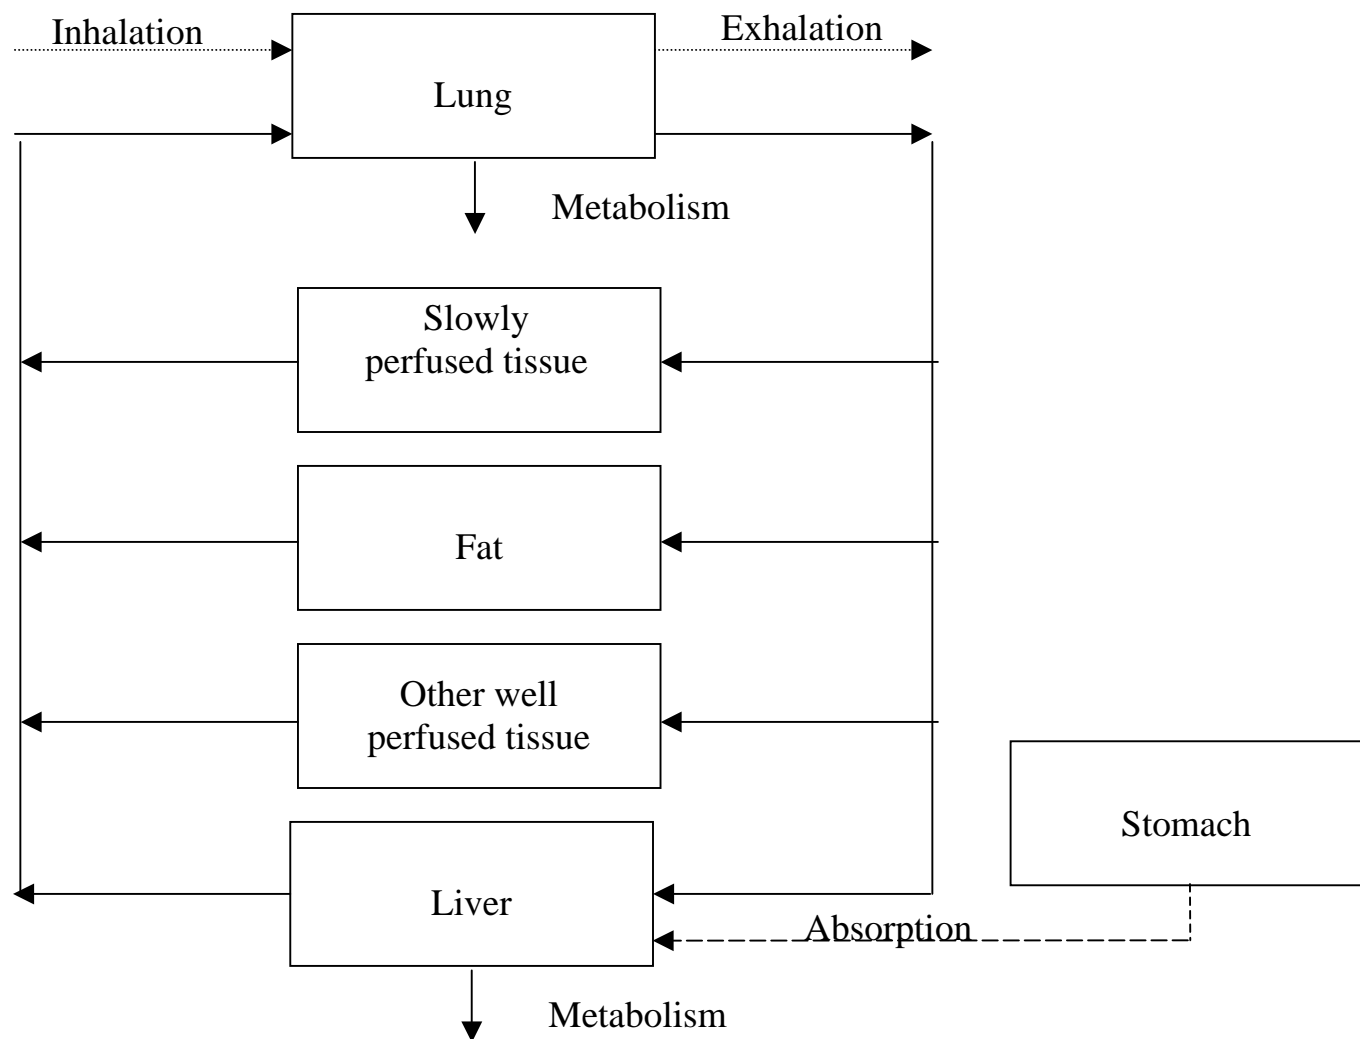 Inhalation
Exhalation
Lung
Metabolism
Slowly
perfused tissue
Fat
Other well
perfused tissue
Stomach
Liver
Absorption
Metabolism